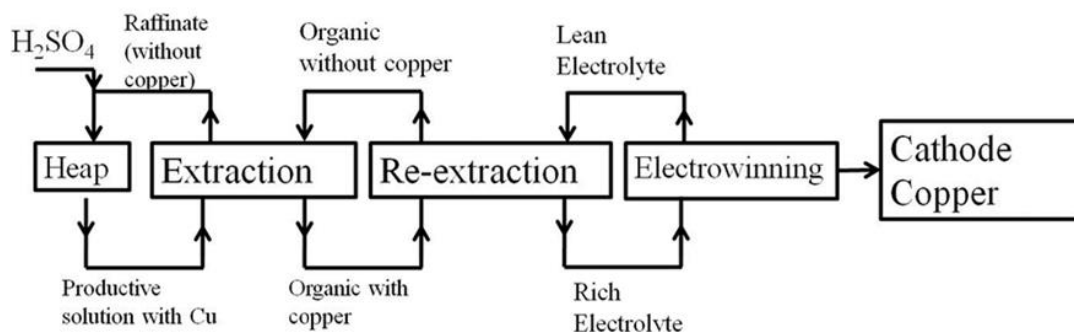 H₂SO₄
Raffinate
(without
copper)
Organic
without copper
Lean
Electrolyte
Heap
Extraction
Re-extraction
Electrowinning
Cathode
Copper
Productive
solution with Cu
Organic with
copper
Rich
Electrolyte